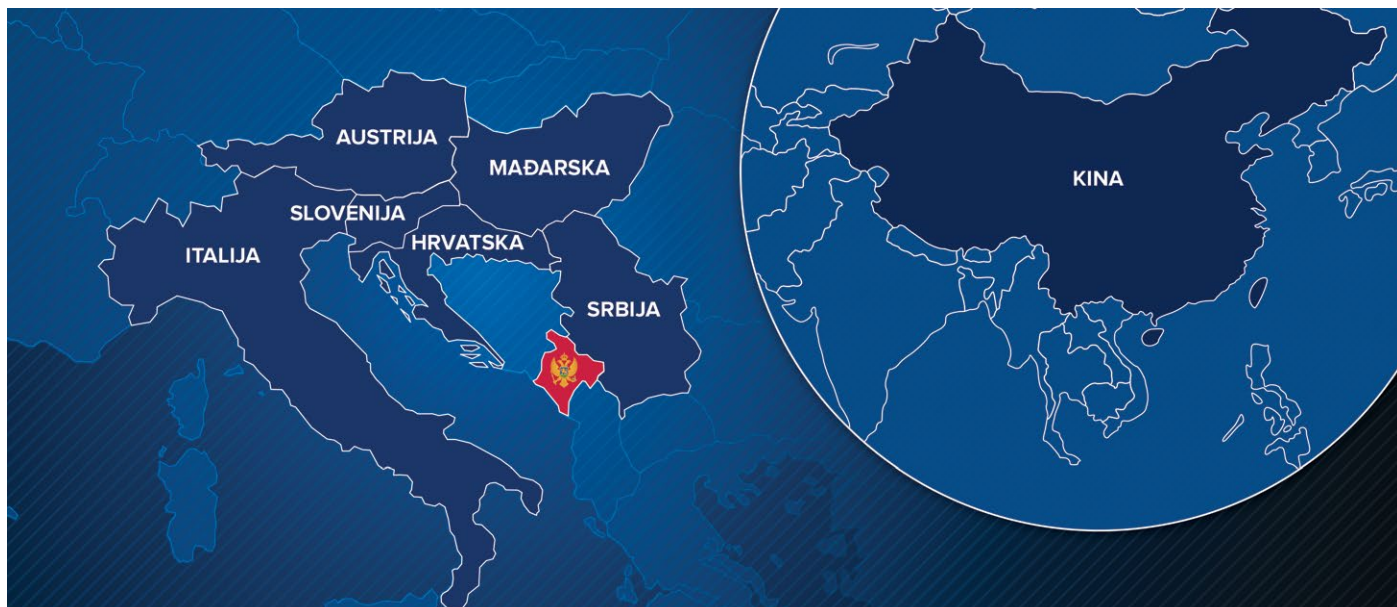 AUSTRIJA
MAĐARSKA
SLOVENIJA
HRVATSKA
ITALIJA
SRBIJA
KINA